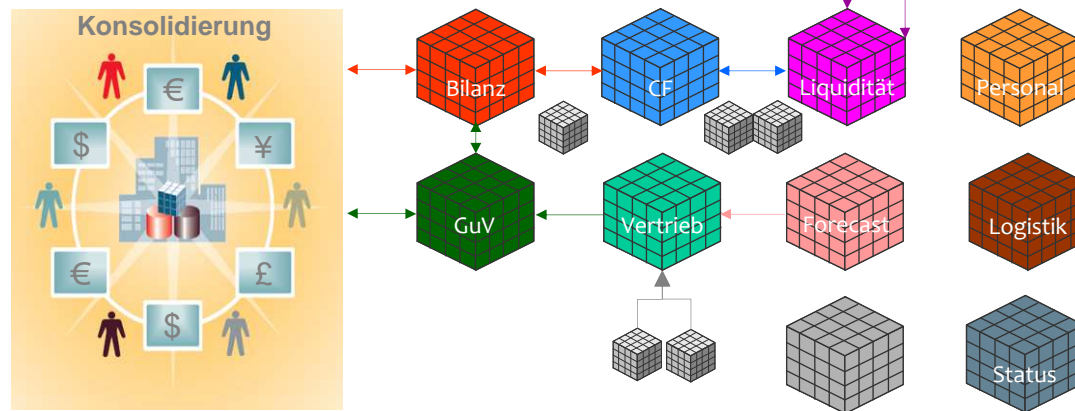 Konsolidierung
€
$
¥
€
£
$
Bilanz
CF
Liquidität
Personal
GuV
Vertrieb
Forecast
Logistik
Status